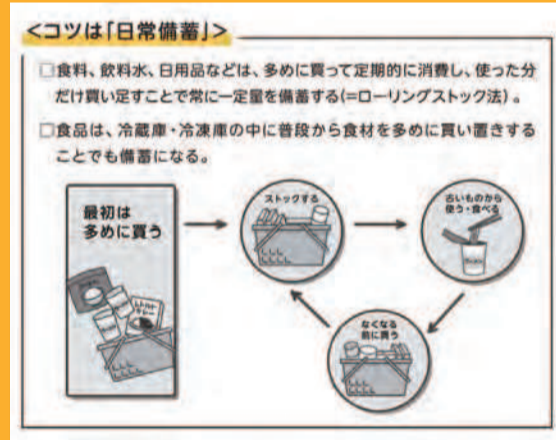 <コツは「日常備蓄」>
□食料、飲料水、日用品などは、多めに買って定期的に消費し、使った分
だけ買い足すことで常に一定量を備蓄する(=ローリングストック法)。
□食品は、冷蔵庫・冷凍庫の中に普段から食材を多めに買い置きする
ことでも備蓄になる。
最初は
多めに買う
ストックする
古いものから
使う・食べる
なくなる
前に買う
レトルト
カレー